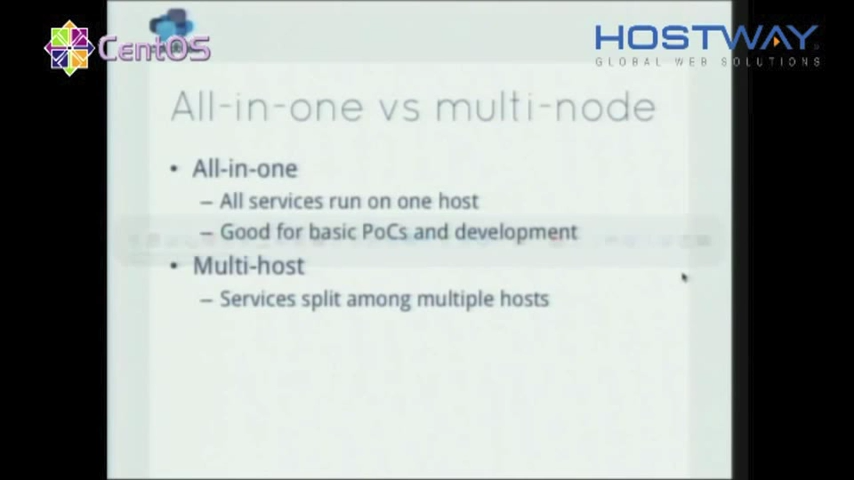 CentOS
HOSTWAY
GLOBAL WEB SOLUTIONS
All-in-one vs multi-node
• All-in-one
– All services run on one host
– Good for basic PoCs and development
• Multi-host
– Services split among multiple hosts